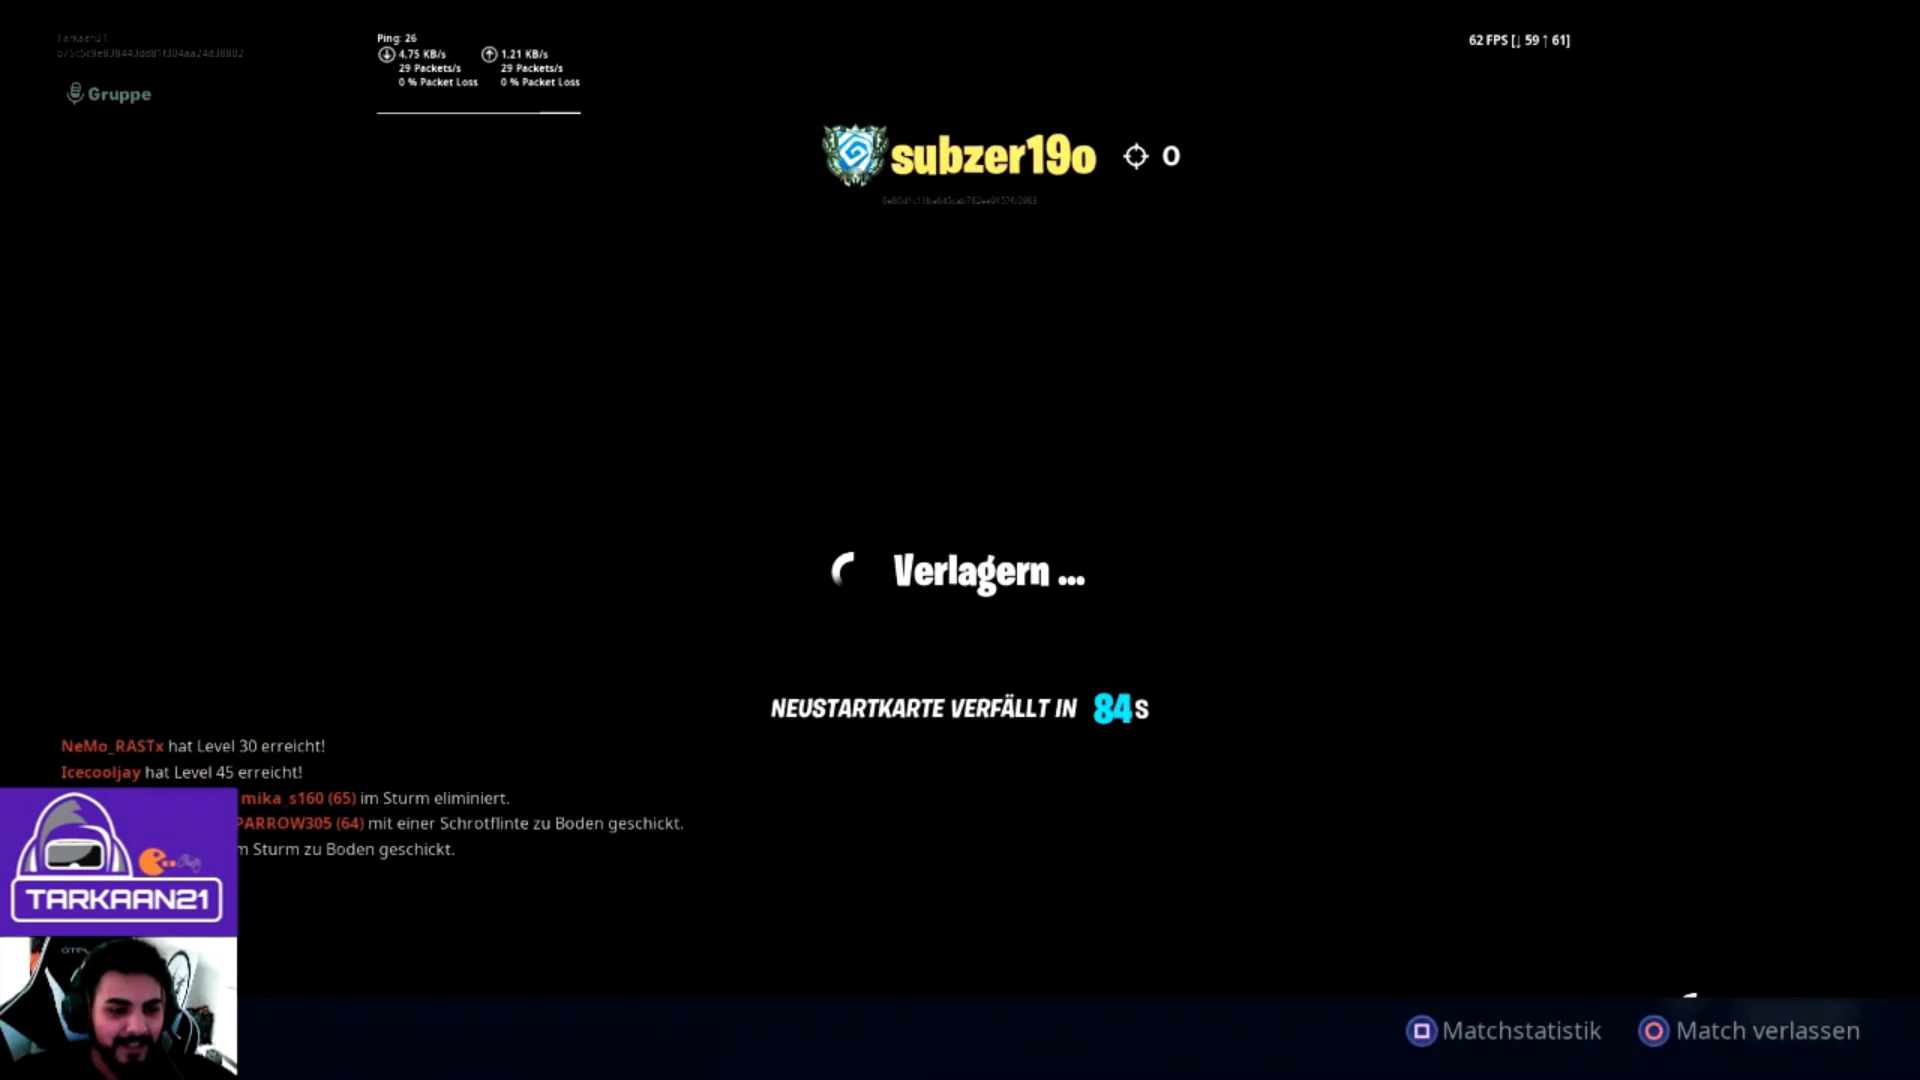 Tarkaan21
Ping: 26
4.75 KB/s
1.21 KB/s
29 Packets/s
29 Packets/s
0 % Packet Loss
0 % Packet Loss
62 FPS [↓ 59 ↑ 61]
Gruppe
subzer19o
0
Verlagern ...
NEUSTARTKARTE VERFÄLLT IN 84 S
NeMo_RASTx hat Level 30 erreicht!
Icecooljay hat Level 45 erreicht!
mika_s160 (65) im Sturm eliminiert.
PARROW305 (64) mit einer Schrotflinte zu Boden geschickt.
m Sturm zu Boden geschickt.
TARKAAN21
Matchstatistik
Match verlassen